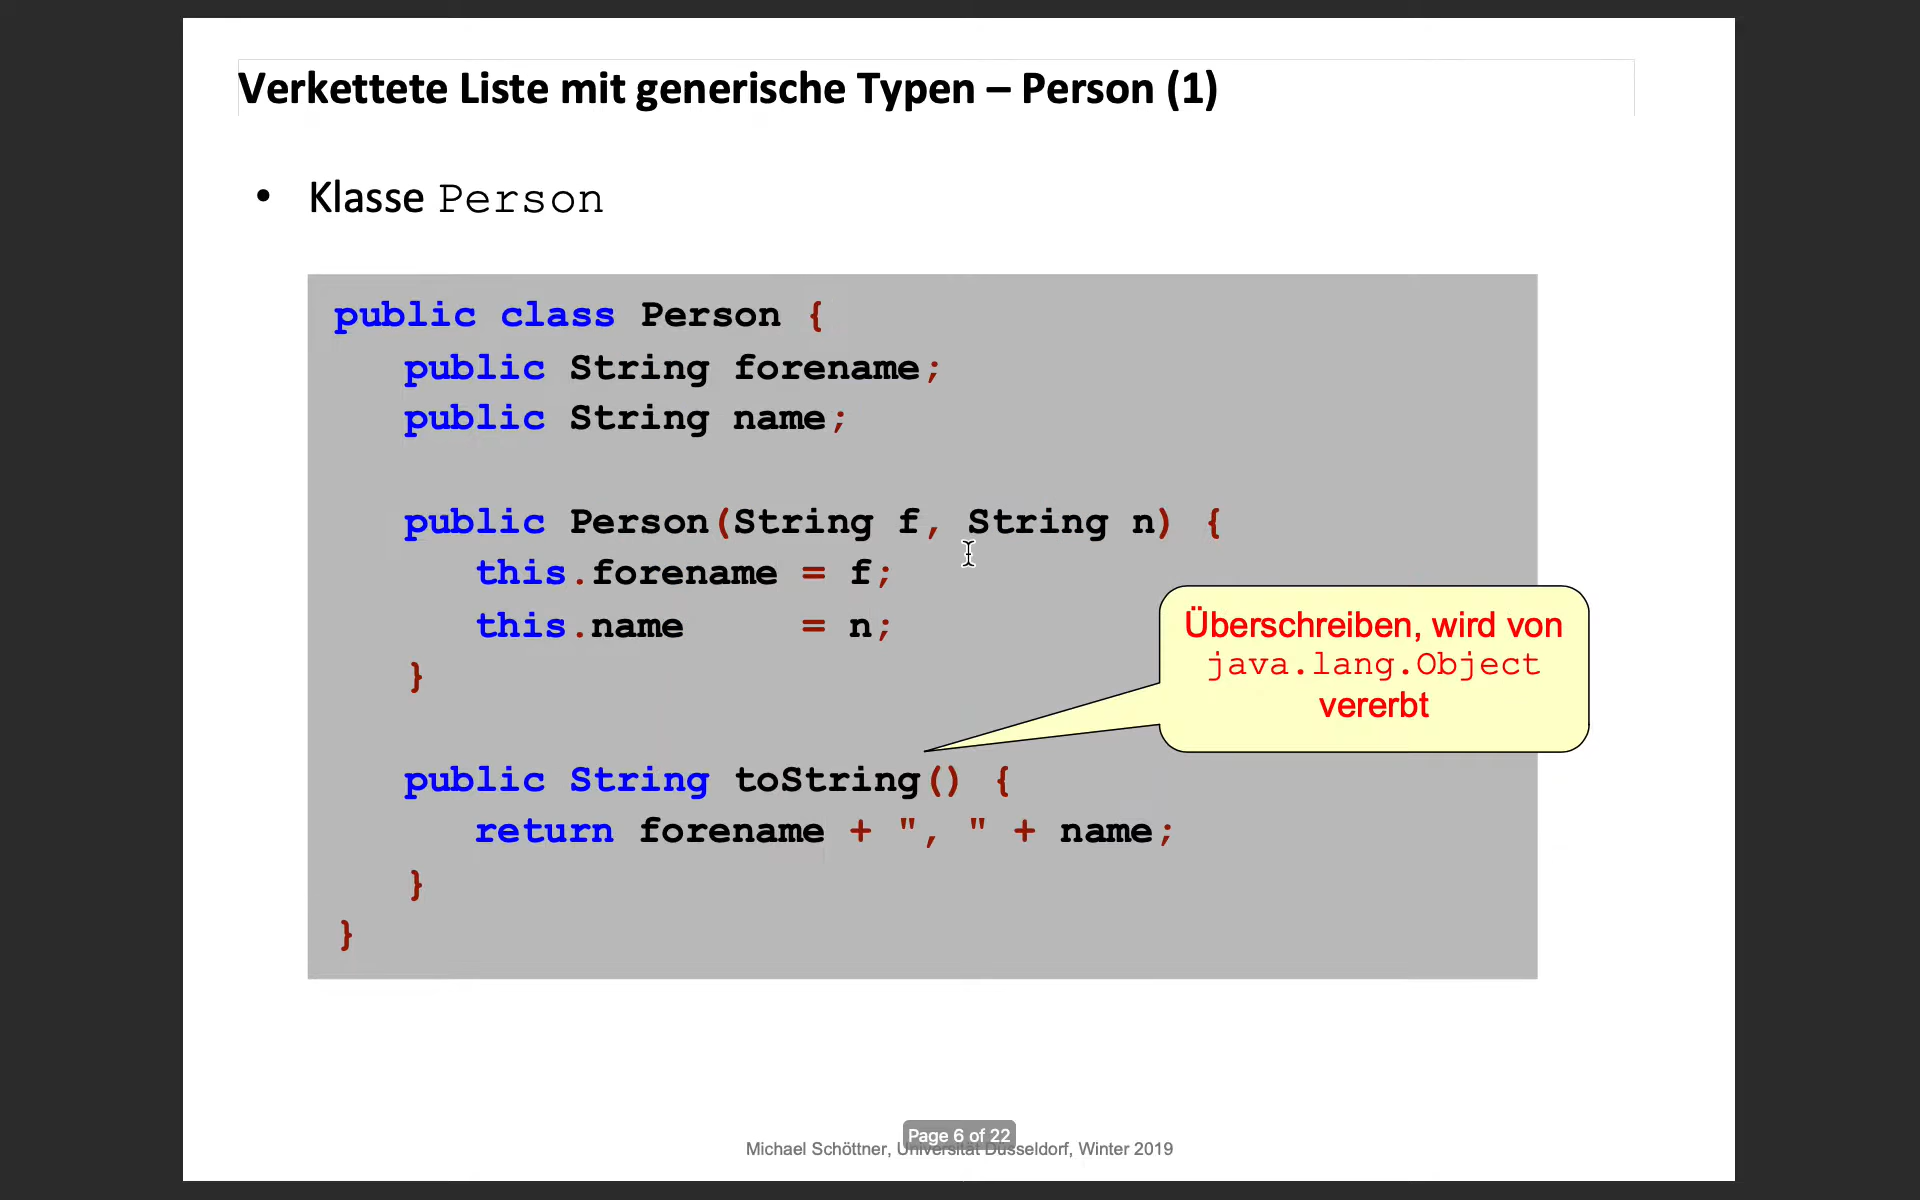 Verkettete Liste mit generische Typen – Person (1)
• Klasse Person
public class Person {
public String forename;
public String name;
public Person(String f, String n) {
this.forename = f;
this.name     = n;
}
Überschreiben, wird von
java.lang.Object
vererbt
public String toString() {
return forename + ", " + name;
}
}
Page 6 of 22
Michael Schöttner, Universität Düsseldorf, Winter 2019